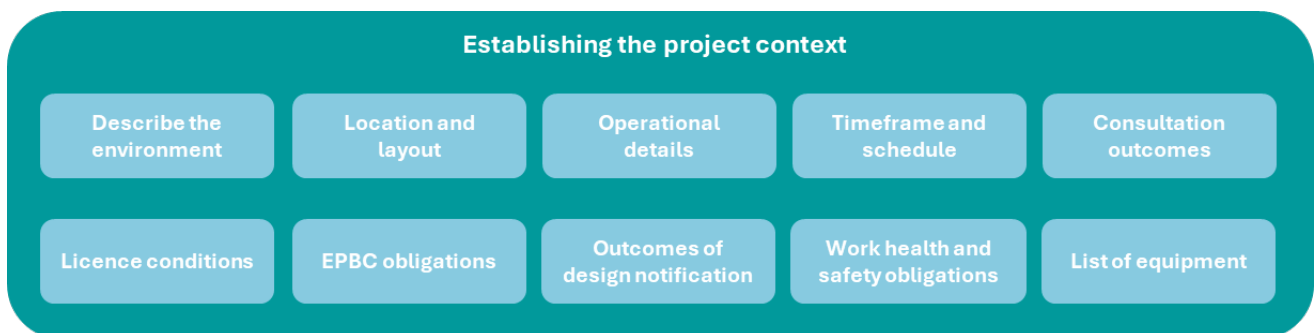 Establishing the project context
Describe the
environment
Location and
layout
Operational
details
Timeframe and
schedule
Consultation
outcomes
Licence conditions
EPBC obligations
Outcomes of
design notification
Work health and
safety obligations
List of equipment